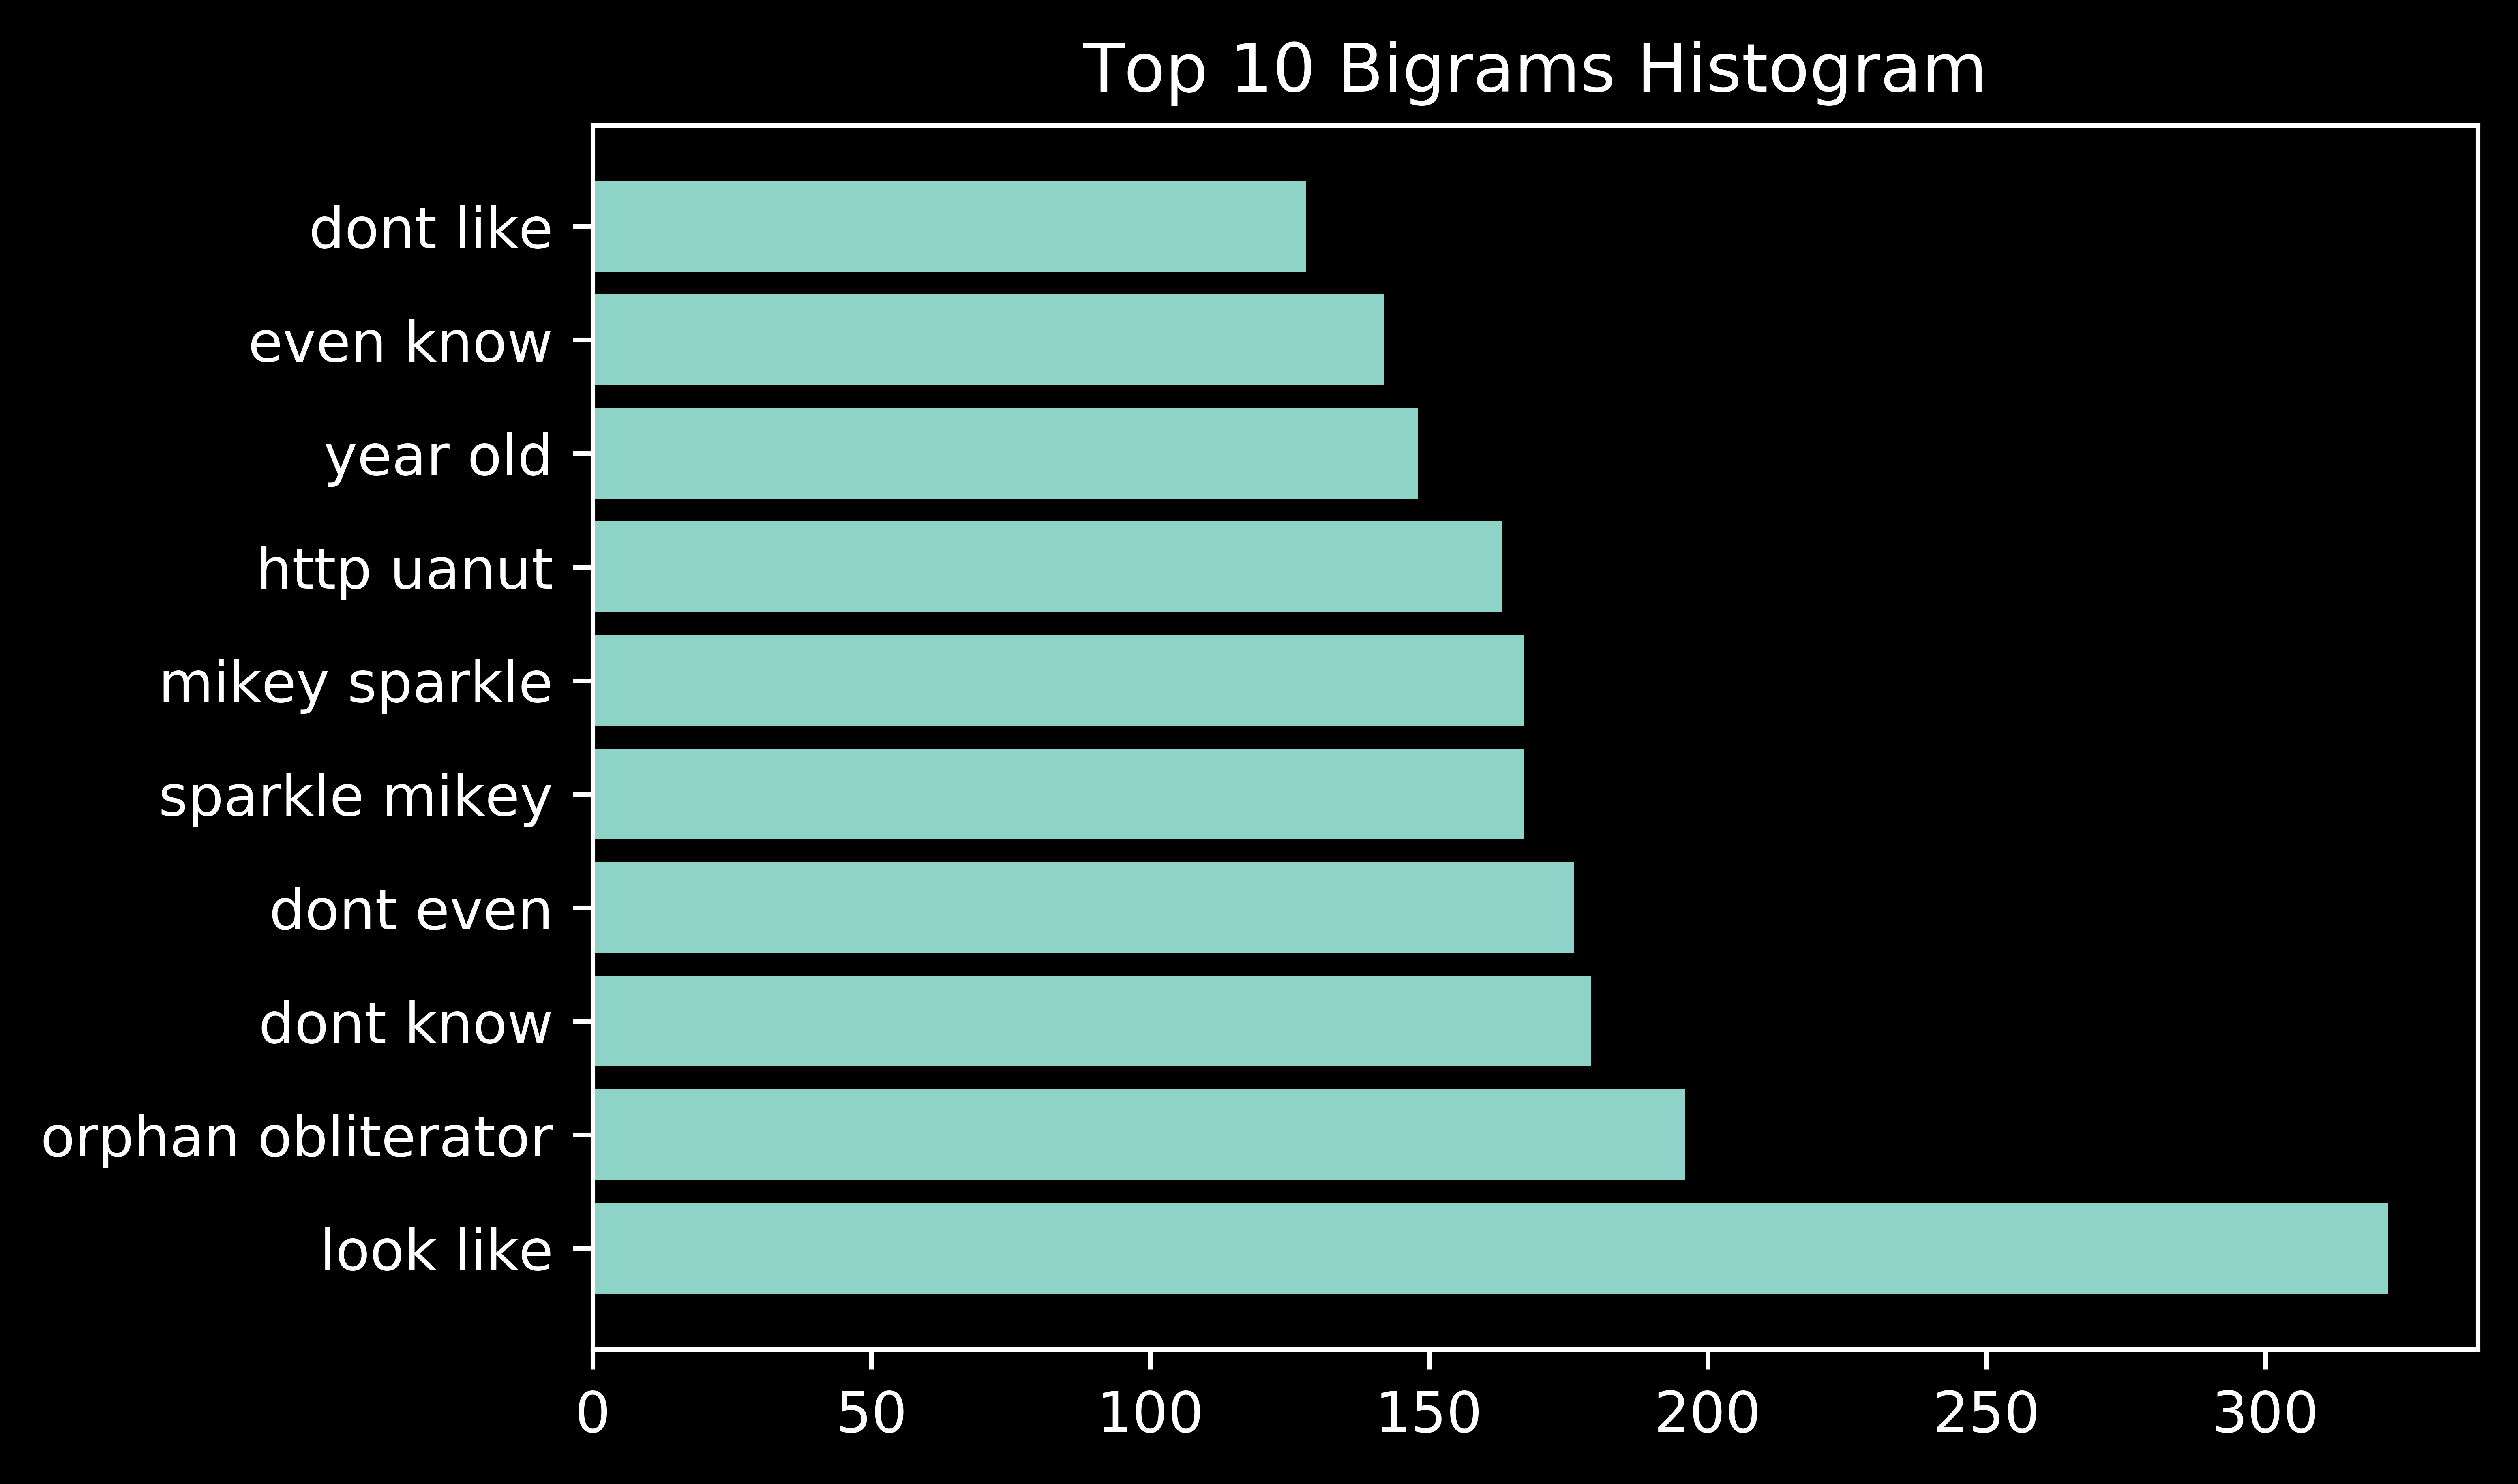 Top 10 Bigrams Histogram
dont like
even know
year old
http uanut
mikey sparkle
sparkle mikey
dont even
dont know
orphan obliterator
look like
0 50 100 150 200 250 300